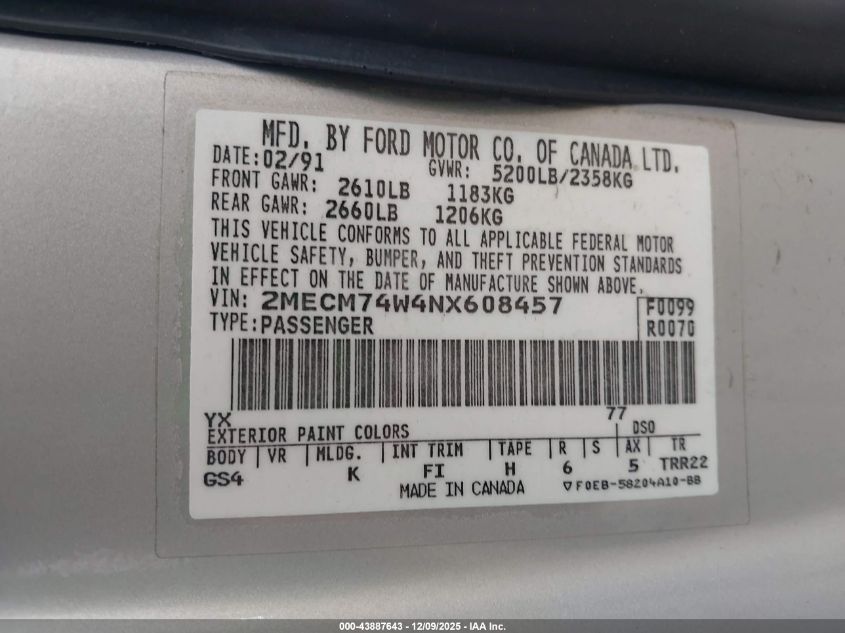 MFD. BY FORD MOTOR CO. OF CANADA LTD.
DATE: 02/91 GVWR: 5200LB/2358KG
FRONT GAWR: 2610LB 1183KG
REAR GAWR: 2660LB 1206KG
THIS VEHICLE CONFORMS TO ALL APPLICABLE FEDERAL MOTOR
VEHICLE SAFETY, BUMPER, AND THEFT PREVENTION STANDARDS
IN EFFECT ON THE DATE OF MANUFACTURE SHOWN ABOVE.
VIN: 2MECM74W4NX608457 F0099
TYPE: PASSENGER R0070
YX 77
EXTERIOR PAINT COLORS DSO
BODY VR MLDG. INT TRIM TAPE R S AX TR
GS4 K FI H 6 5 TRR22
MADE IN CANADA ▽F0EB-58204A10-BB
000-43887643 - 12/09/2025 - IAA Inc.